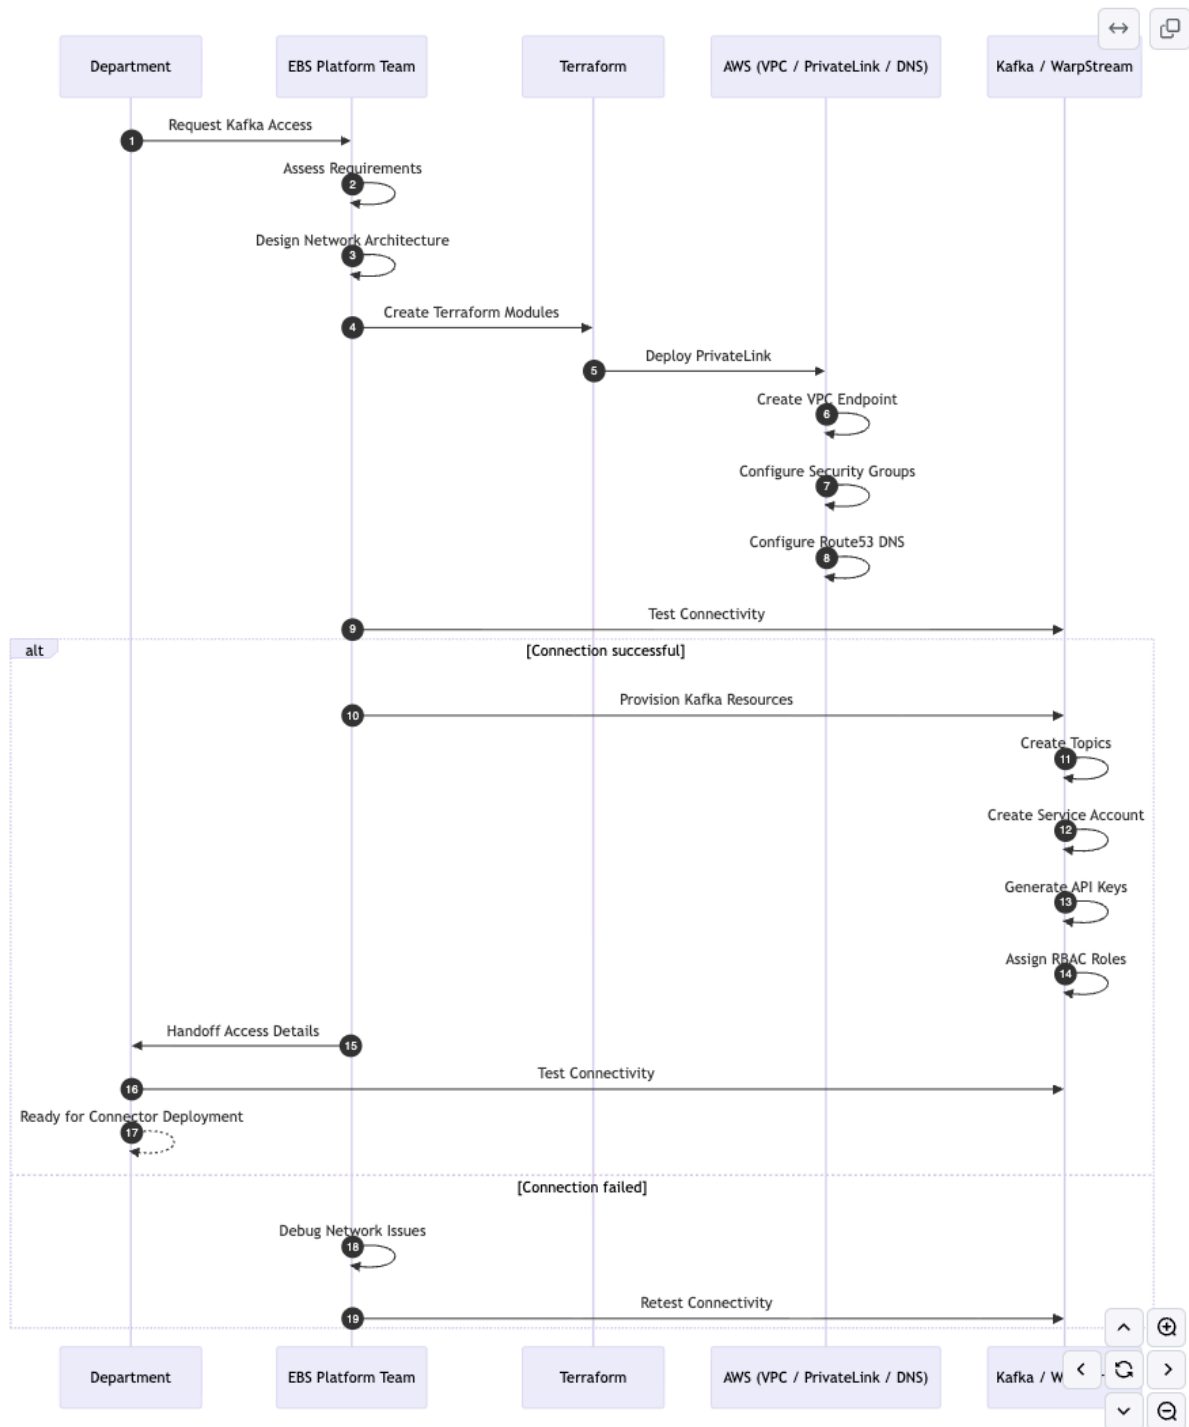 Department
EBS Platform Team
Terraform
AWS (VPC / PrivateLink / DNS)
Kafka / WarpStream
Request Kafka Access
1
Assess Requirements
2
Design Network Architecture
3
Create Terraform Modules
4
Deploy PrivateLink
5
Create VPC Endpoint
6
Configure Security Groups
7
Configure Route53 DNS
8
Test Connectivity
9
alt
[Connection successful]
Provision Kafka Resources
10
Create Topics
11
Create Service Account
12
Generate API Keys
13
Assign RBAC Roles
14
Handoff Access Details
15
Test Connectivity
16
Ready for Connector Deployment
17
[Connection failed]
Debug Network Issues
18
Retest Connectivity
19
Department
EBS Platform Team
Terraform
AWS (VPC / PrivateLink / DNS)
Kafka / W